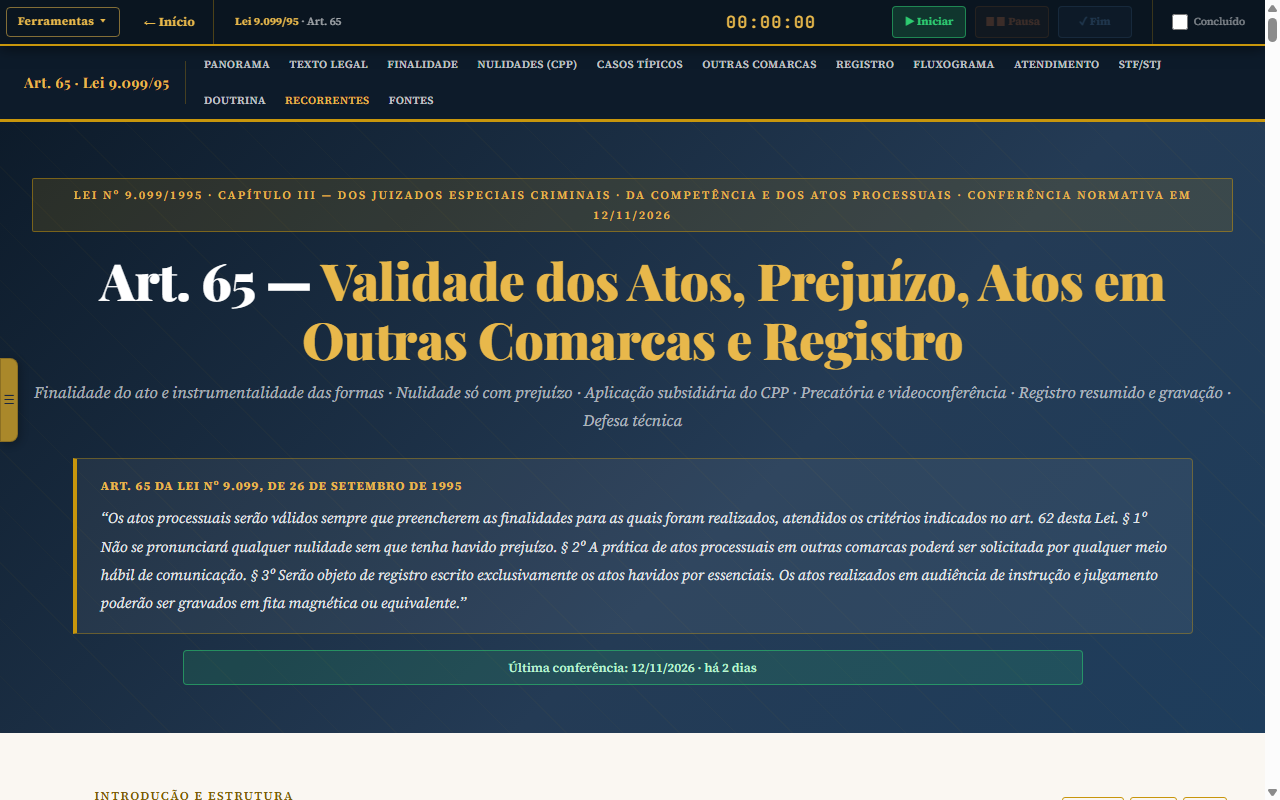 Ferramentas ▼
← Início
Lei 9.099/95 · Art. 65
00:00:00
▶ Iniciar
Pausa
✓ Fim
Concluído
Art. 65 · Lei 9.099/95
PANORAMA TEXTO LEGAL FINALIDADE NULIDADES (CPP) CASOS TÍPICOS OUTRAS COMARCAS REGISTRO FLUXOGRAMA ATENDIMENTO STF/STJ
DOUTRINA RECORRENTES FONTES
LEI Nº 9.099/1995 · CAPÍTULO III — DOS JUIZADOS ESPECIAIS CRIMINAIS · DA COMPETÊNCIA E DOS ATOS PROCESSUAIS · CONFERÊNCIA NORMATIVA EM
12/11/2026
Art. 65 — Validade dos Atos, Prejuízo, Atos em
Outras Comarcas e Registro
Finalidade do ato e instrumentalidade das formas · Nulidade só com prejuízo · Aplicação subsidiária do CPP · Precatória e videoconferência · Registro resumido e gravação ·
Defesa técnica
ART. 65 DA LEI Nº 9.099, DE 26 DE SETEMBRO DE 1995
“Os atos processuais serão válidos sempre que preencherem as finalidades para as quais foram realizados, atendidos os critérios indicados no art. 62 desta Lei. § 1º
Não se pronunciará qualquer nulidade sem que tenha havido prejuízo. § 2º A prática de atos processuais em outras comarcas poderá ser solicitada por qualquer meio
hábil de comunicação. § 3º Serão objeto de registro escrito exclusivamente os atos havidos por essenciais. Os atos realizados em audiência de instrução e julgamento
poderão ser gravados em fita magnética ou equivalente.”
Última conferência: 12/11/2026 · há 2 dias
INTRODUÇÃO E ESTRUTURA